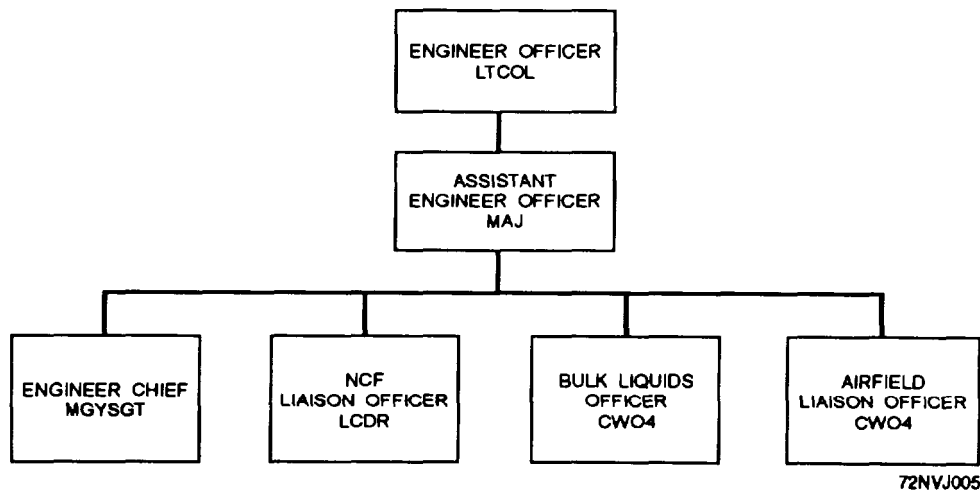 ENGINEER OFFICER
LTCOL
ASSISTANT
ENGINEER OFFICER
MAJ
ENGINEER CHIEF
MGYSGT
NCF
LIAISON OFFICER
LCDR
BULK LIQUIDS
OFFICER
CWO4
AIRFIELD
LIAISON OFFICER
CWO4
72NVJ005